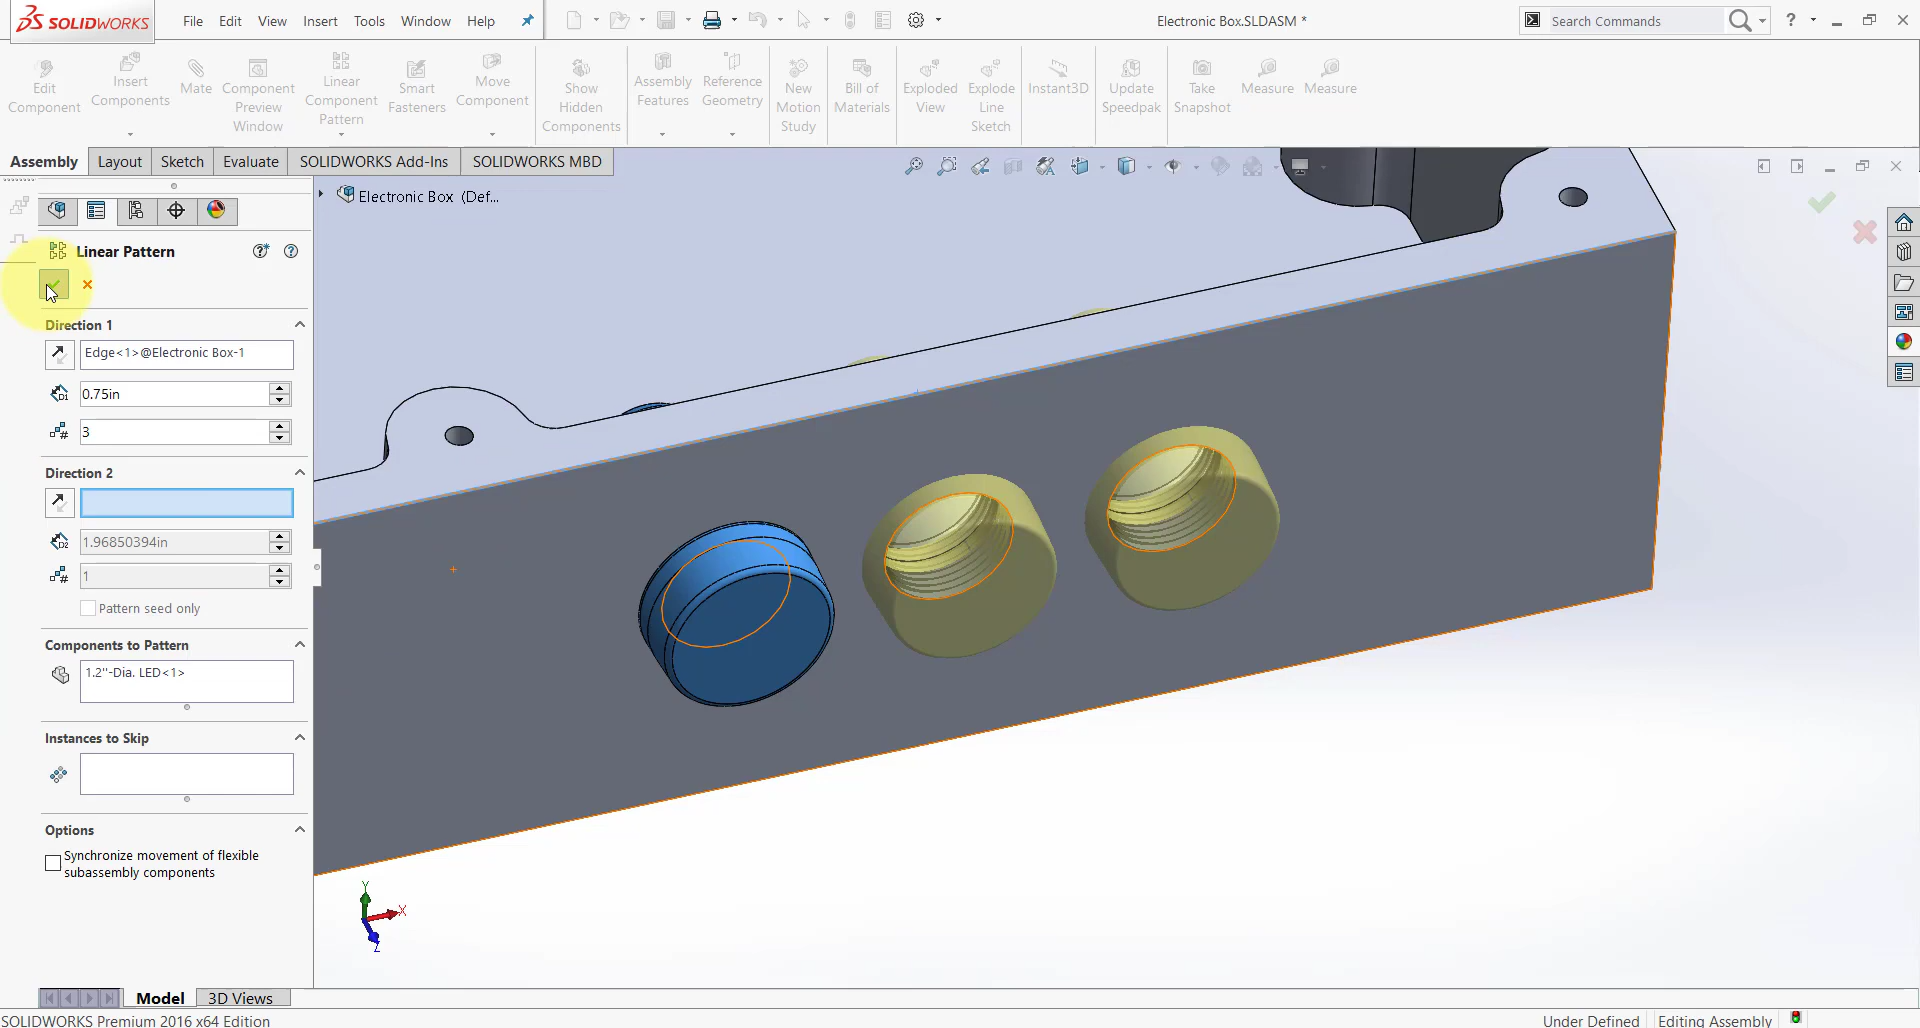 SOLIDWORKS
File Edit View Insert Tools Window Help
Electronic Box.SLDASM *
Search Commands
?
Edit Component
Insert Components
Mate
Component Preview Window
Linear Component Pattern
Smart Fasteners
Move Component
Show Hidden Components
Assembly Features
Reference Geometry
New Motion Study
Bill of Materials
Exploded View
Explode Line Sketch
Instant3D
Update Speedpak
Take Snapshot
Measure
Measure
Assembly Layout Sketch Evaluate SOLIDWORKS Add-Ins SOLIDWORKS MBD
Electronic Box (Def...
Linear Pattern
Direction 1
Edge<1>@Electronic Box-1
D1 0.75in
# 3
Direction 2
D2 1.96850394in
# 1
Pattern seed only
Components to Pattern
1.2"-Dia. LED<1>
Instances to Skip
Options
Synchronize movement of flexible
subassembly components
Y
X
Z
Model 3D Views
SOLIDWORKS Premium 2016 x64 Edition
Under Defined Editing Assembly